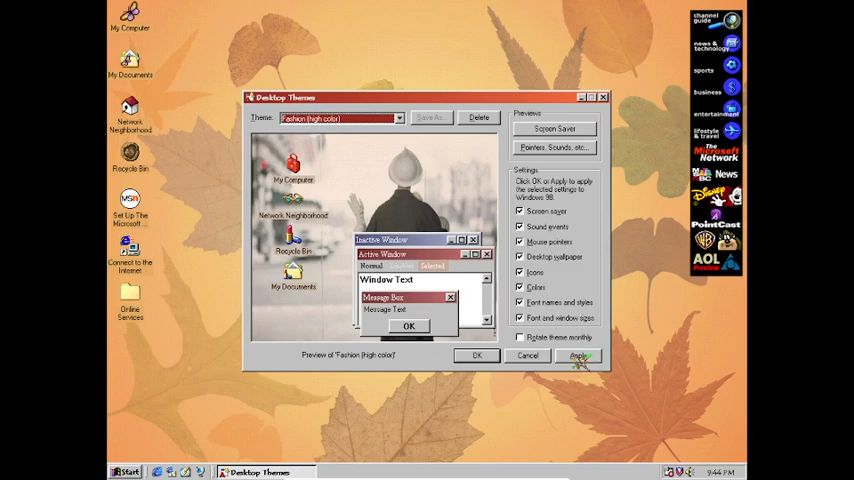 My Computer
My Documents
Network
Neighborhood
Recycle Bin
Set Up The
Microsoft ...
Connect to the
Internet
Online
Services
Desktop Themes
Theme:
Fashion (high color)
Save As...
Delete
Previews
Screen Saver
Pointers, Sounds, etc...
Settings
Click OK or Apply to apply
the selected settings to
Windows 98.
Screen saver
Sound events
Mouse pointers
Desktop wallpaper
Icons
Colors
Font names and styles
Font and window sizes
Rotate theme monthly
My Computer
Network Neighborhood
Recycle Bin
My Documents
Inactive Window
Active Window
Normal
Selected
Window Text
Message Box
Message Text
OK
Preview of 'Fashion (high color)'
OK
Cancel
Apply
channel
guide
news &
technology
sports
business
entertainment
lifestyle
& travel
The
Microsoft
Network
MSNBC
News
Disney
PointCast
WB
AOL
Preview
Start
Desktop Themes
9:44 PM